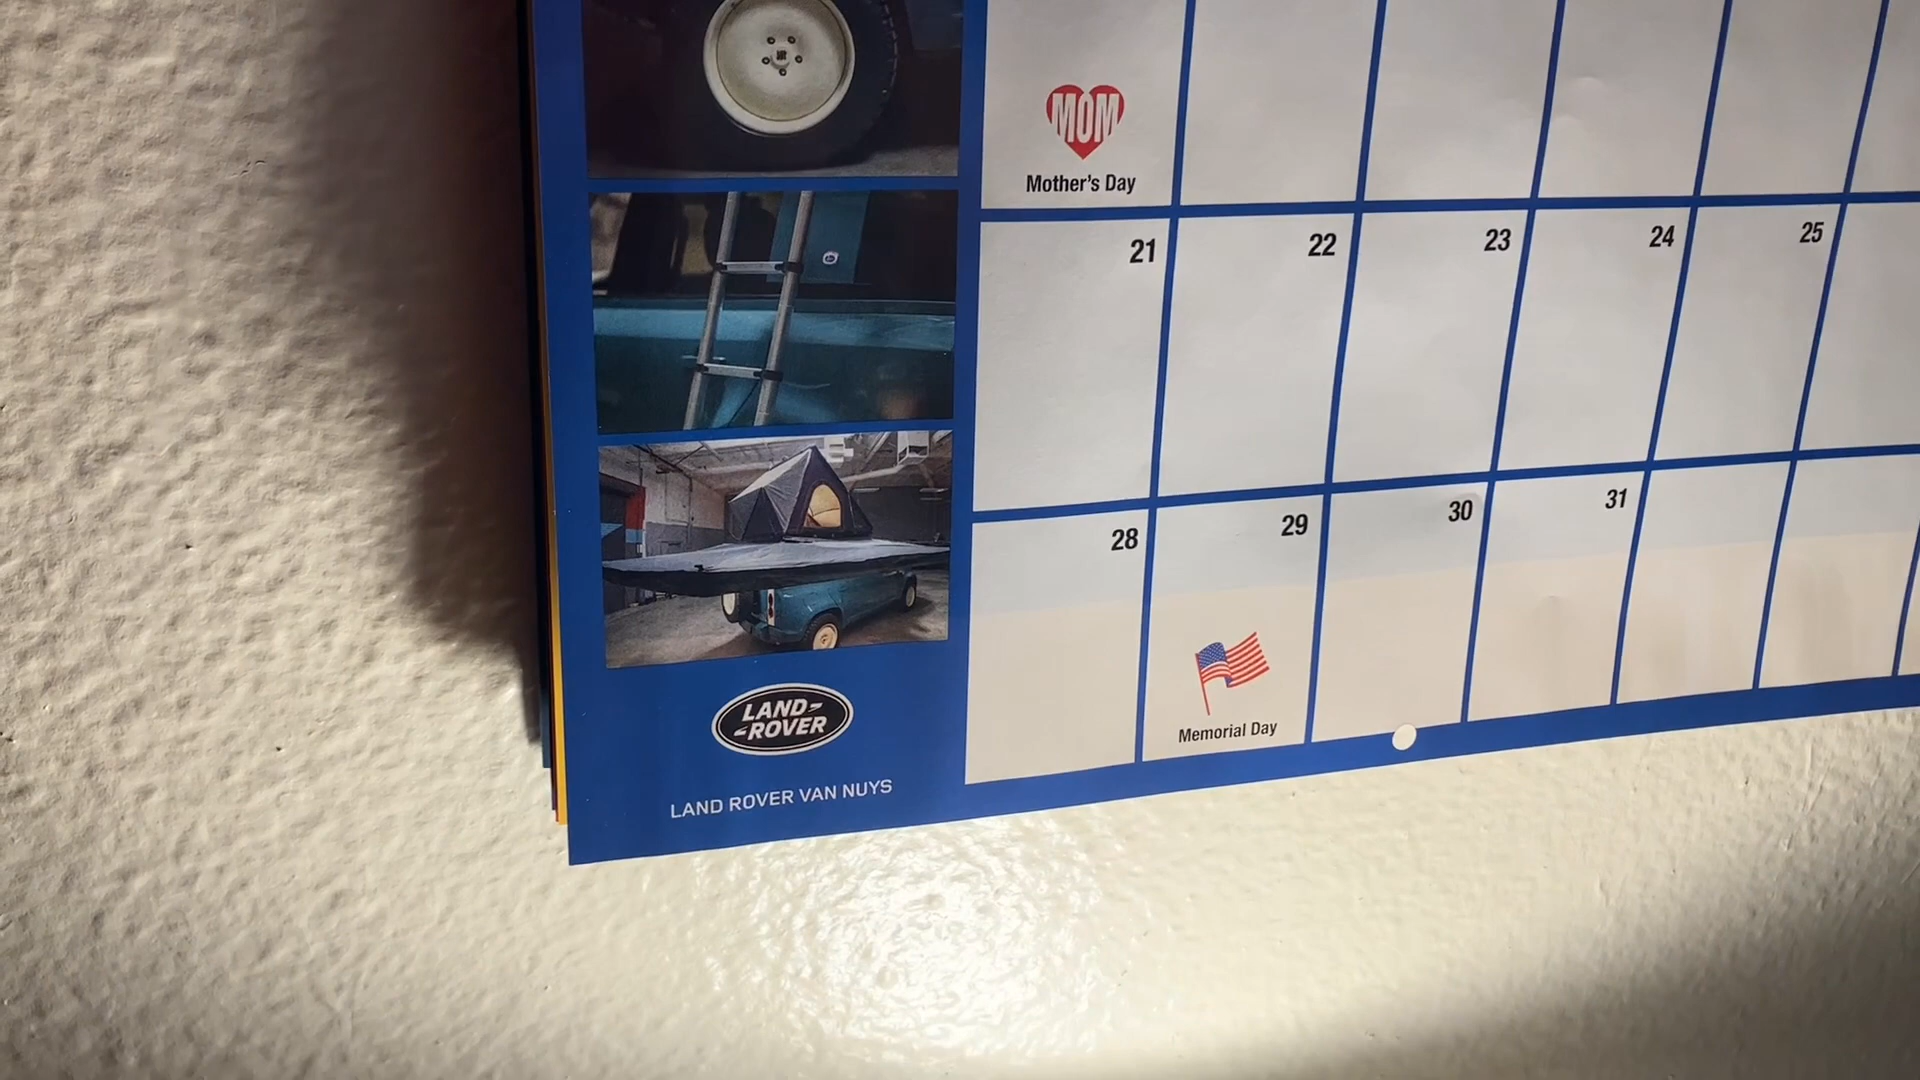 MOM
Mother's Day
21 22 23 24 25
28 29 30 31
Memorial Day
LAND-
-ROVER
LAND ROVER VAN NUYS